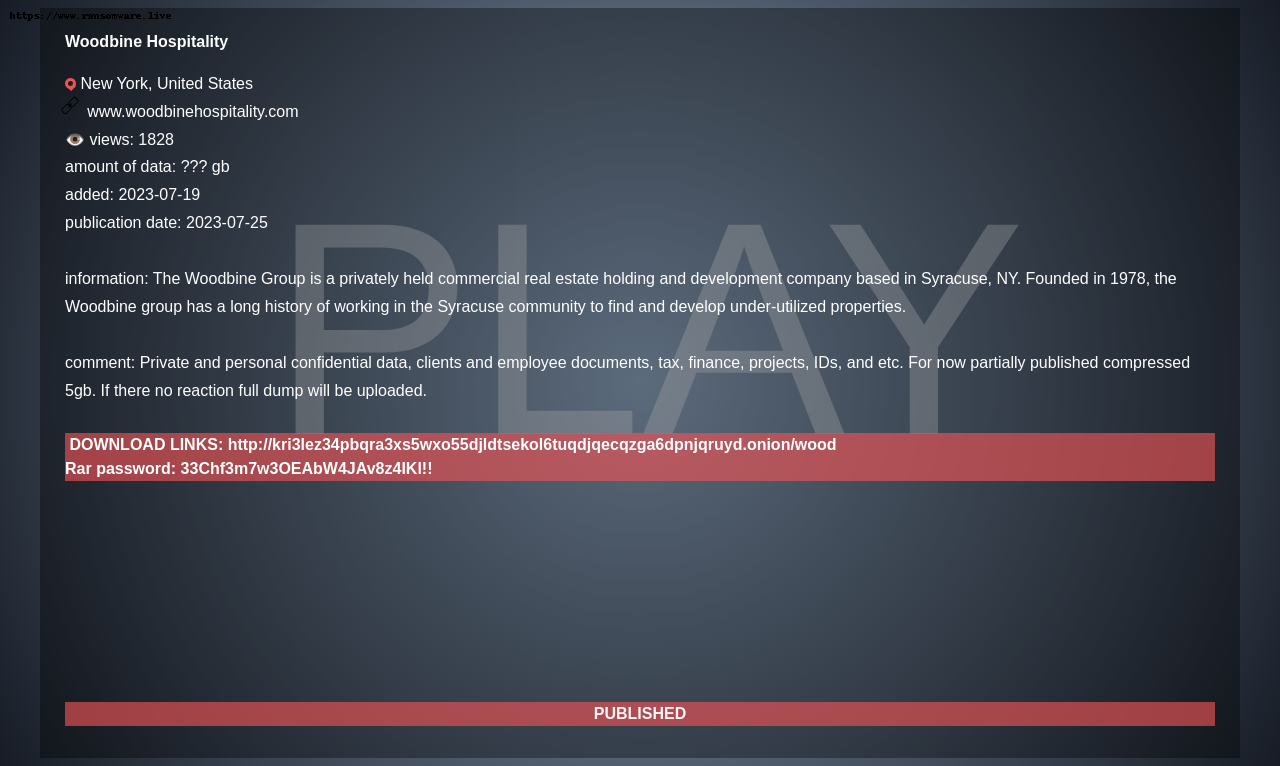 https://www.ransomware.live
Woodbine Hospitality
New York, United States
www.woodbinehospitality.com
views: 1828
amount of data: ??? gb
added: 2023-07-19
publication date: 2023-07-25
PLAY
information: The Woodbine Group is a privately held commercial real estate holding and development company based in Syracuse, NY. Founded in 1978, the
Woodbine group has a long history of working in the Syracuse community to find and develop under-utilized properties.
comment: Private and personal confidential data, clients and employee documents, tax, finance, projects, IDs, and etc. For now partially published compressed
5gb. If there no reaction full dump will be uploaded.
DOWNLOAD LINKS: http://kri3lez34pbqra3xs5wxo55djldtsekol6tuqdjqecqzga6dpnjqruyd.onion/wood
Rar password:
PUBLISHED